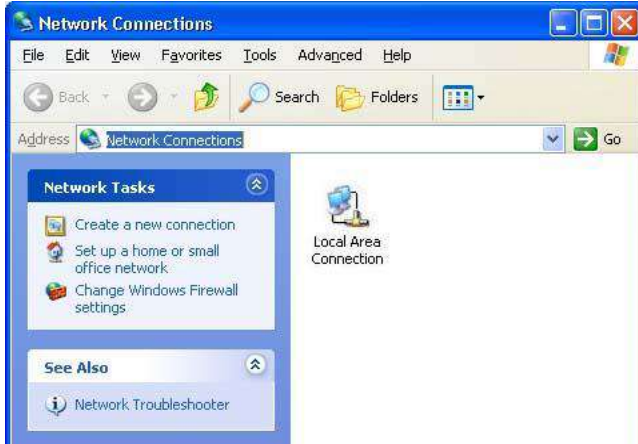 Network Connections
File Edit View Favorites Tools Advanced Help
Back Search Folders
Address Network Connections Go
Network Tasks
Create a new connection
Set up a home or small
office network
Change Windows Firewall
settings
See Also
Network Troubleshooter
Local Area
Connection